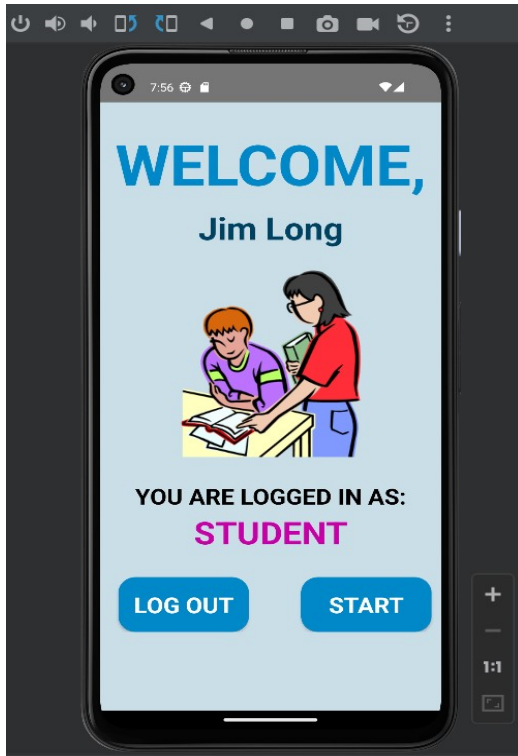 7:56
WELCOME,
Jim Long
YOU ARE LOGGED IN AS:
STUDENT
LOG OUT START
1:1